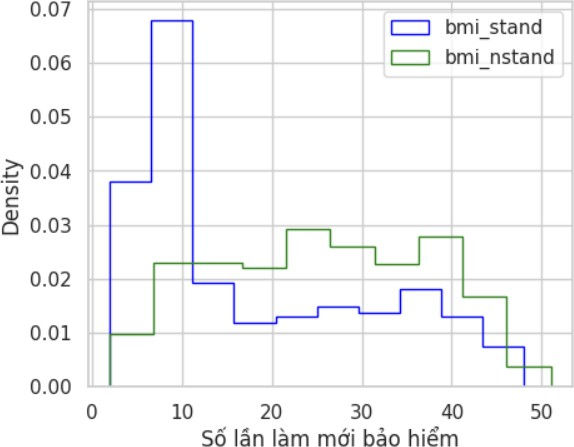 0.07
0.06
0.05
0.04
0.03
0.02
0.01
0.00
Density
bmi_stand
bmi_nstand
0 10 20 30 40 50
Số lần làm mới bảo hiểm